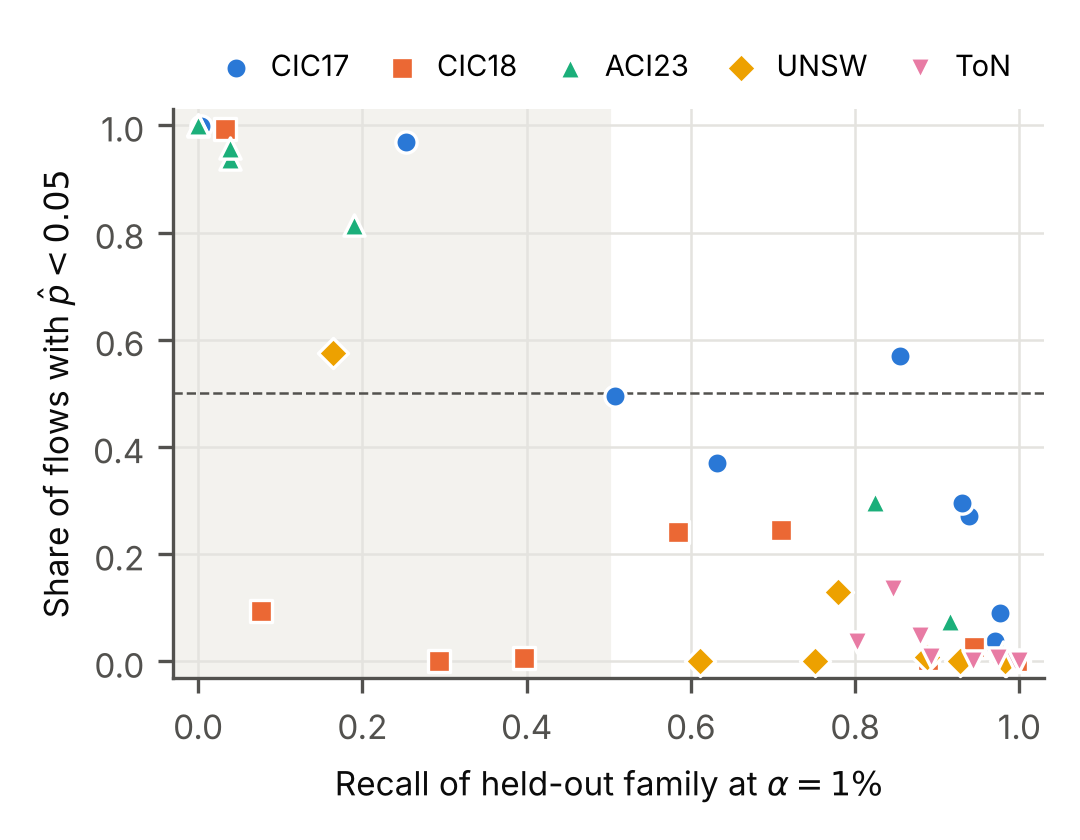 CIC17 CIC18 ACI23 UNSW ToN
Share of flows with p̂ < 0.05
1.0
0.8
0.6
0.4
0.2
0.0
0.0 0.2 0.4 0.6 0.8 1.0
Recall of held-out family at α = 1%